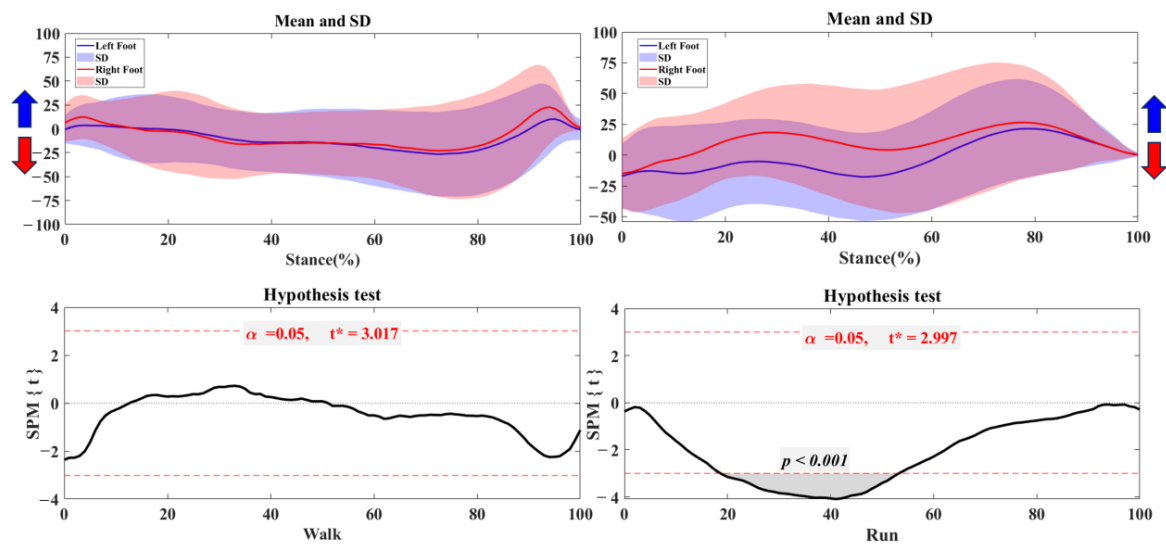 Mean and SD
100
75
50
25
0
−25
−50
−75
−100
Left Foot
SD
Right Foot
SD
0 20 40 60 80 100
Stance(%)
Mean and SD
100
75
50
25
0
−25
−50
Left Foot
SD
Right Foot
SD
0 20 40 60 80 100
Stance(%)
Hypothesis test
SPM { t }
4
2
0
−2
−4
α =0.05, t* = 3.017
0 20 40 60 80 100
Walk
Hypothesis test
SPM { t }
4
2
0
−2
−4
α =0.05, t* = 2.997
p < 0.001
0 20 40 60 80 100
Run